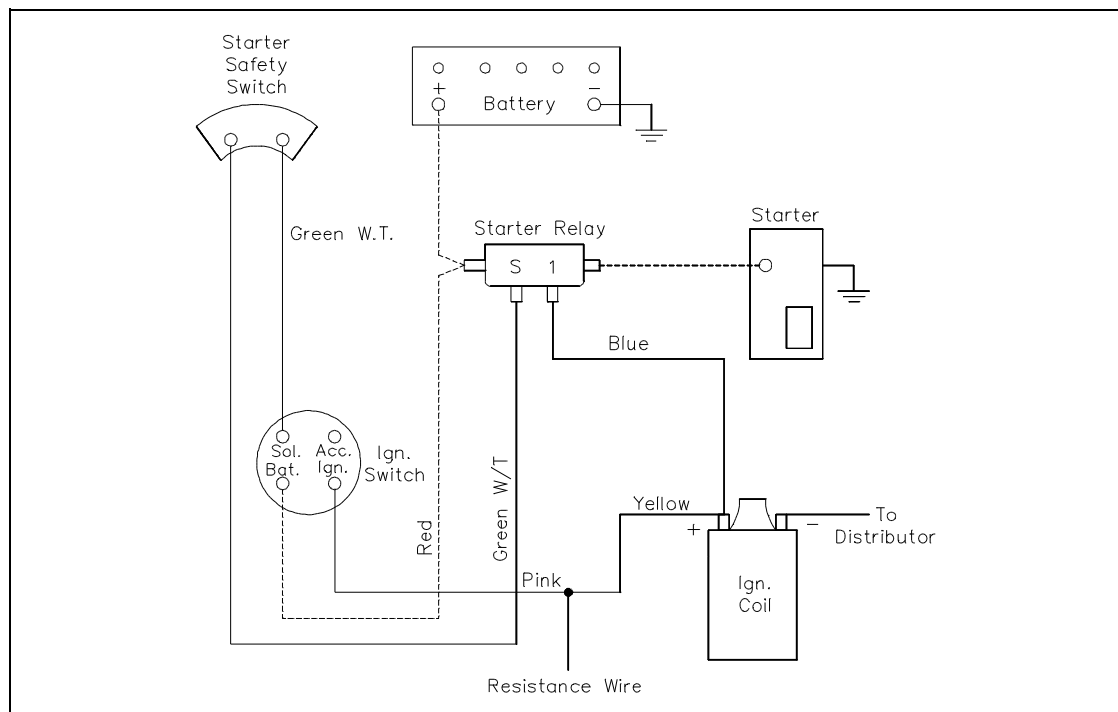 Starter
Safety
Switch
+
−
Battery
Green W.T.
Starter Relay
S 1
Starter
Blue
Sol.
Acc.
Bat.
Ign.
Ign.
Switch
Red
Green W/T
Yellow
+
−
To
Distributor
Pink
Ign.
Coil
Resistance Wire